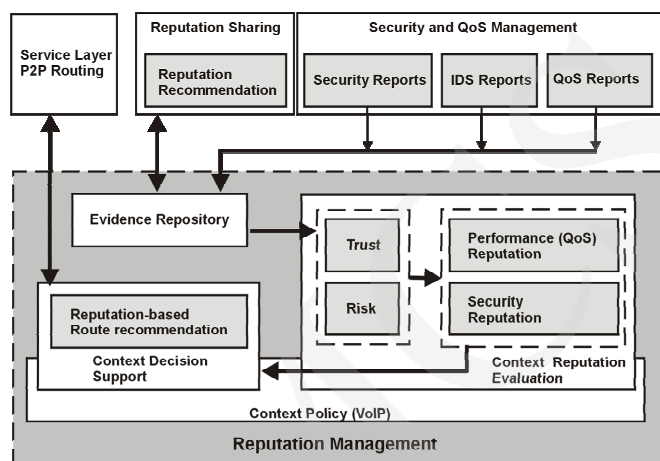 Service Layer
P2P Routing
Reputation Sharing
Reputation
Recommendation
Security and QoS Management
Security Reports
IDS Reports
QoS Reports
Evidence Repository
Trust
Risk
Performance (QoS)
Reputation
Security
Reputation
Reputation-based
Route recommendation
Context Decision
Support
Context Reputation
Evaluation
Context Policy (VoIP)
Reputation Management